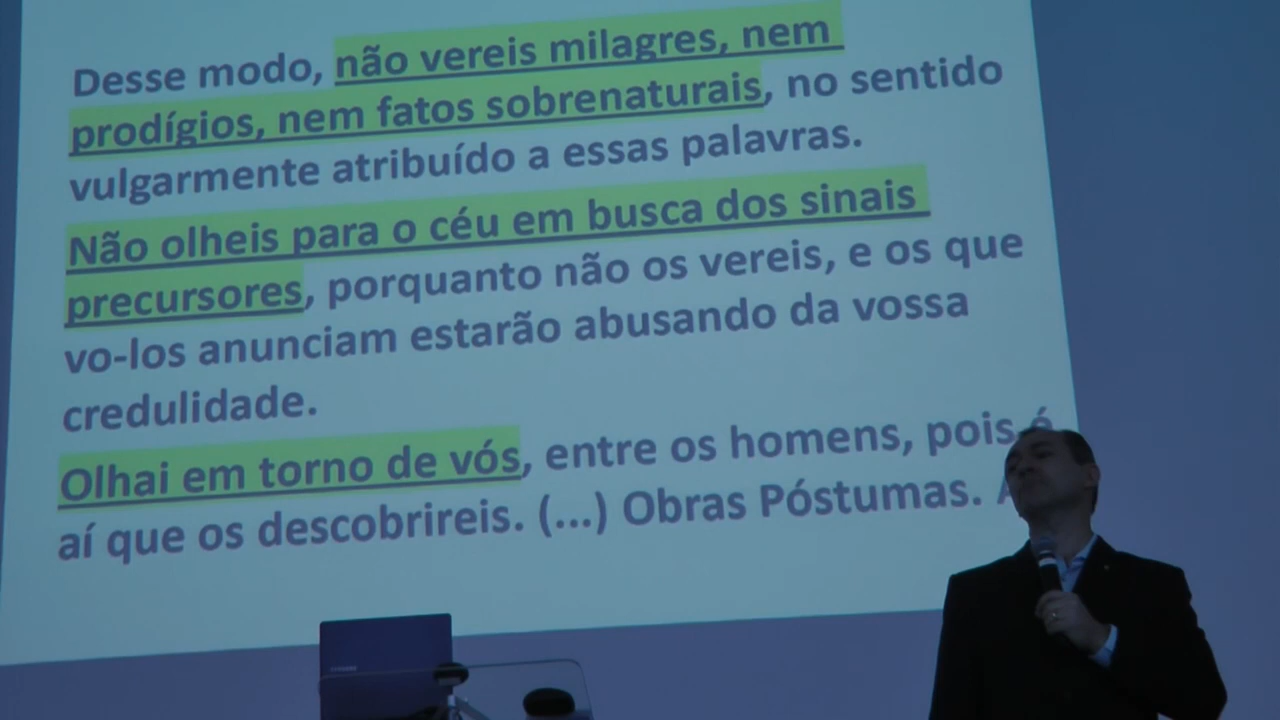 Desse modo, não vereis milagres, nem
prodígios, nem fatos sobrenaturais, no sentido
vulgarmente atribuído a essas palavras.
Não olheis para o céu em busca dos sinais
precursores, porquanto não os vereis, e os que
vo-los anunciam estarão abusando da vossa
credulidade.
Olhai em torno de vós, entre os homens, pois é
aí que os descobrireis. (...) Obras Póstumas.